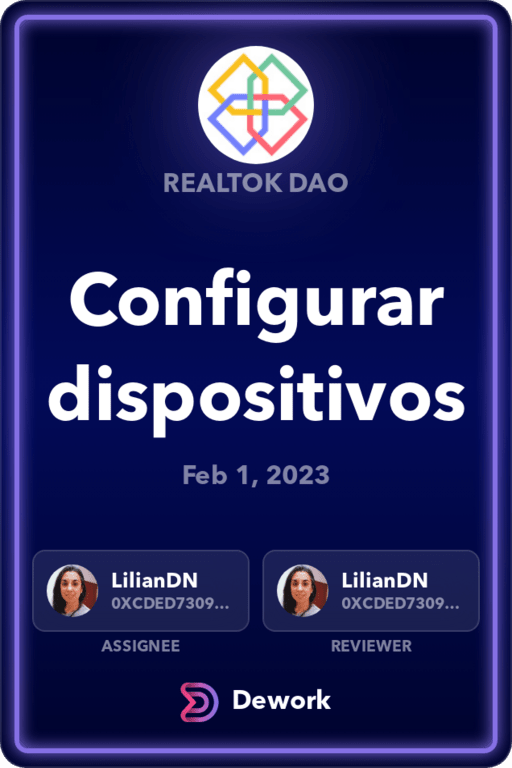 REALTOK DAO
Configurar
dispositivos
Feb 1, 2023
LilianDN
0XCDED7309...
ASSIGNEE
LilianDN
0XCDED7309...
REVIEWER
Dework